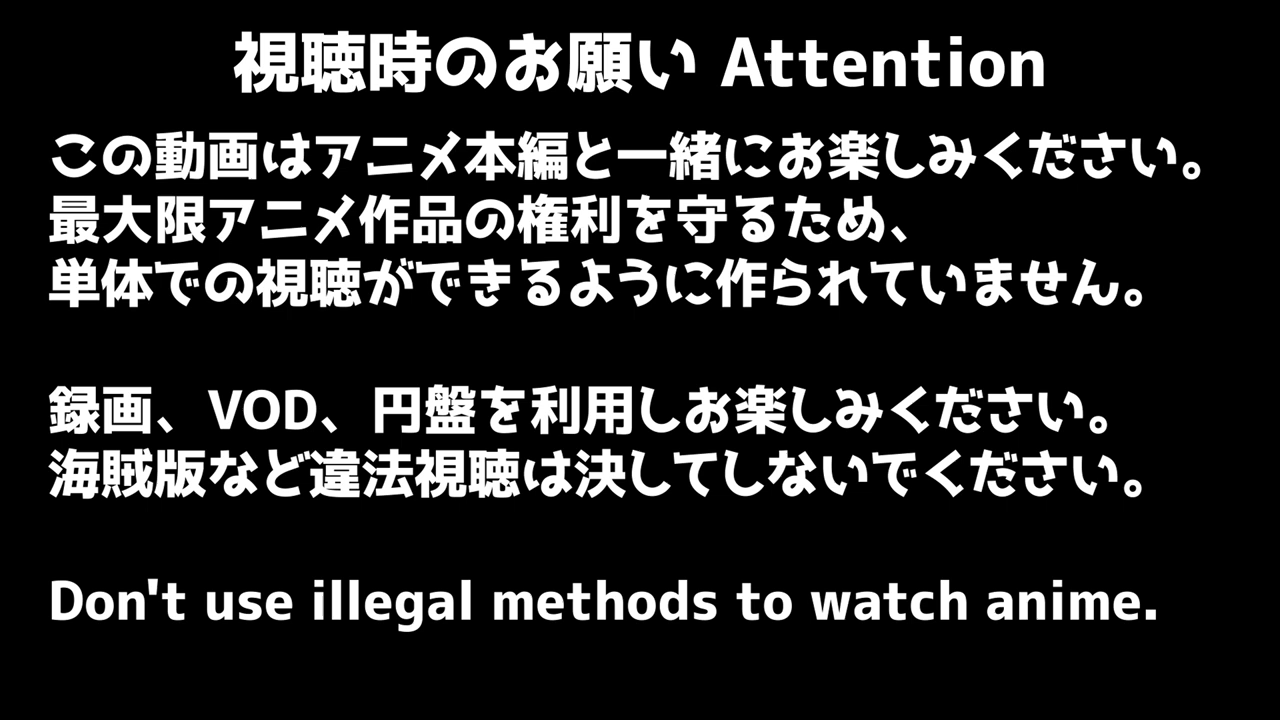 視聴時のお願い Attention
この動画はアニメ本編と一緒にお楽しみください。
最大限アニメ作品の権利を守るため、
単体での視聴ができるように作られていません。
録画、VOD、円盤を利用しお楽しみください。
海賊版など違法視聴は決してしないでください。
Don't use illegal methods to watch anime.